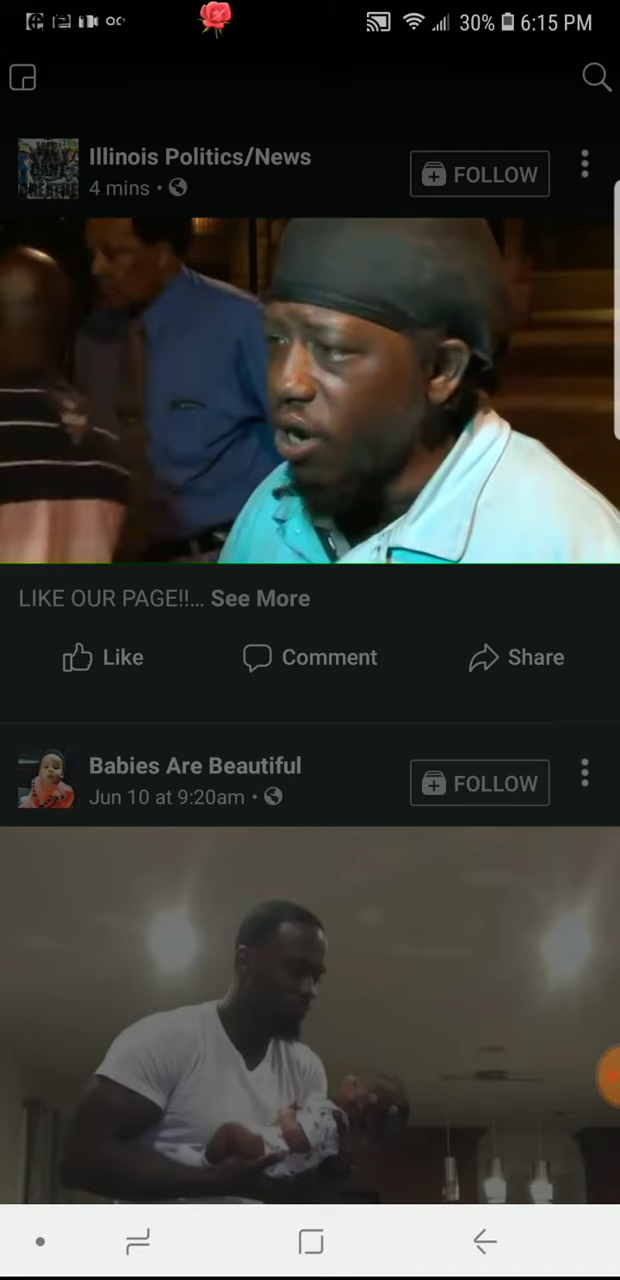 30% 6:15 PM
Illinois Politics/News
4 mins •
FOLLOW
LIKE OUR PAGE!!... See More
Like
Comment
Share
Babies Are Beautiful
Jun 10 at 9:20am •
FOLLOW